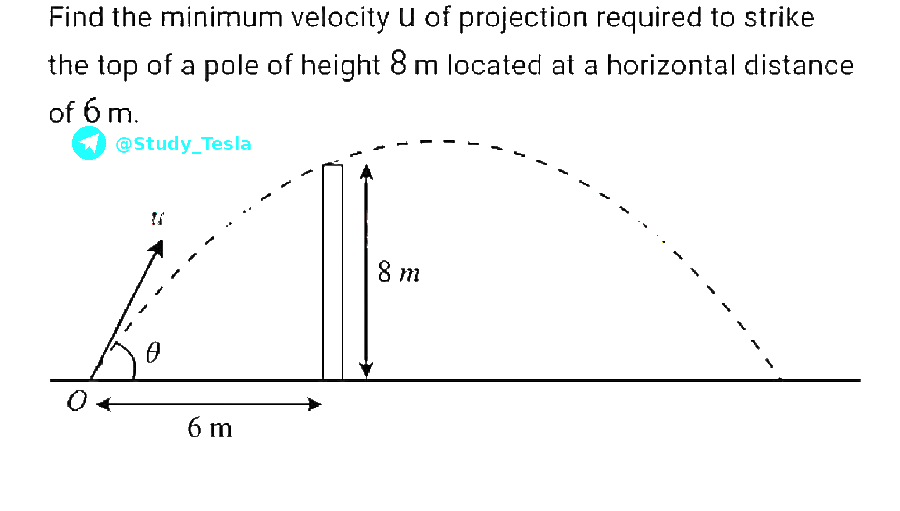 Find the minimum velocity u of projection required to strike
the top of a pole of height 8 m located at a horizontal distance
of 6 m.
@Study_Tesla
u
8 m
θ
O
6 m